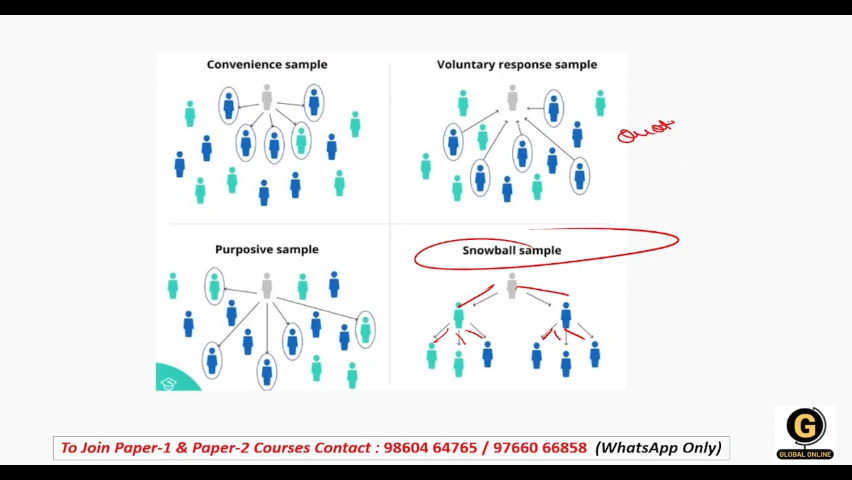 Convenience sample
Voluntary response sample
Purposive sample
Snowball sample
To Join Paper-1 & Paper-2 Courses Contact : 98604 64765 / 97660 66858 (WhatsApp Only)
G
GLOBAL ONLINE